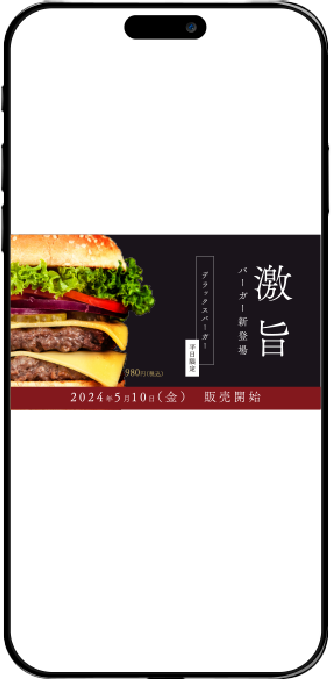 激旨
バーガー新登場
デラックスバーガー
平日限定
980円(税込)
2024年5月10日(金) 販売開始